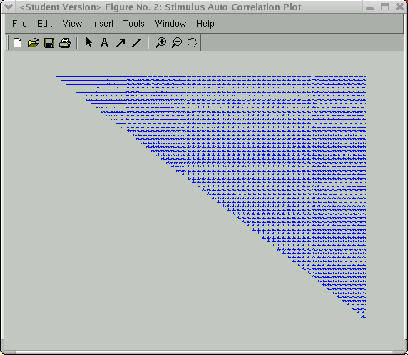 <Student Version> Figure No. 2: Stimulus Auto Correlation Plot
File Edit View Insert Tools Window Help
A